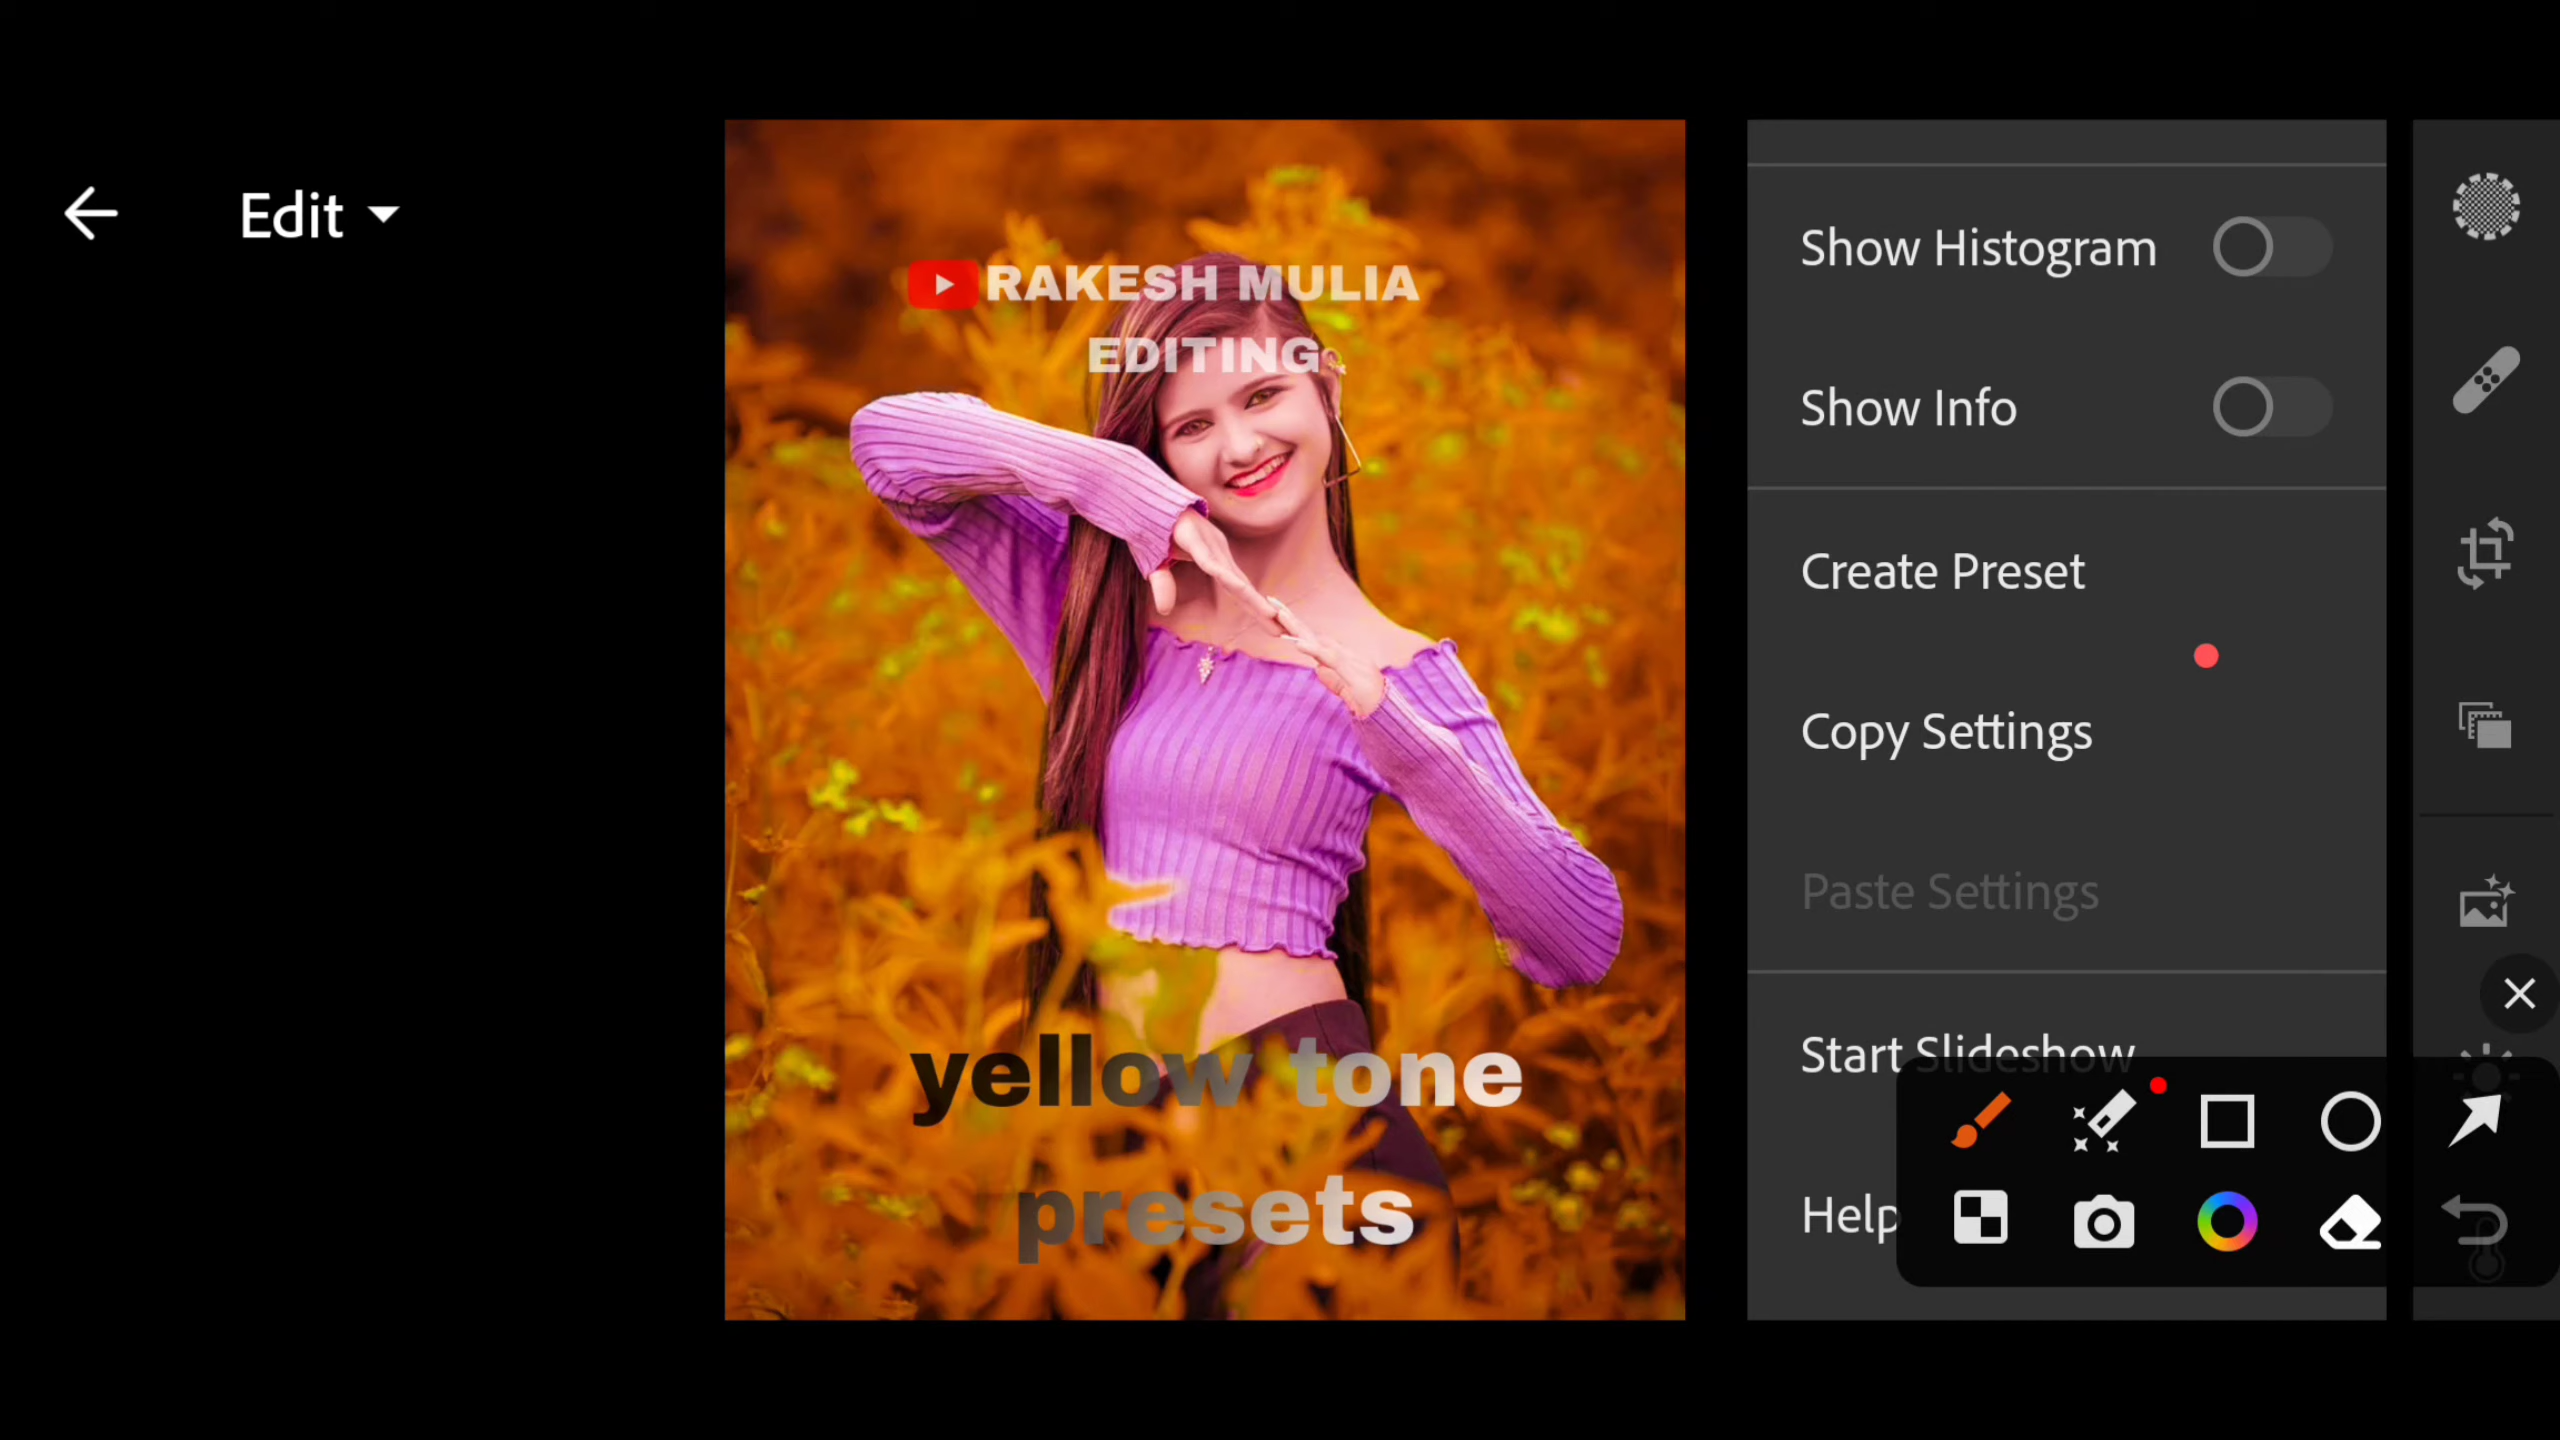 Edit
RAKESH MULIA
EDITING
yellow tone
presets
Show Histogram
Show Info
Create Preset
Copy Settings
Paste Settings
Start Slideshow
Help